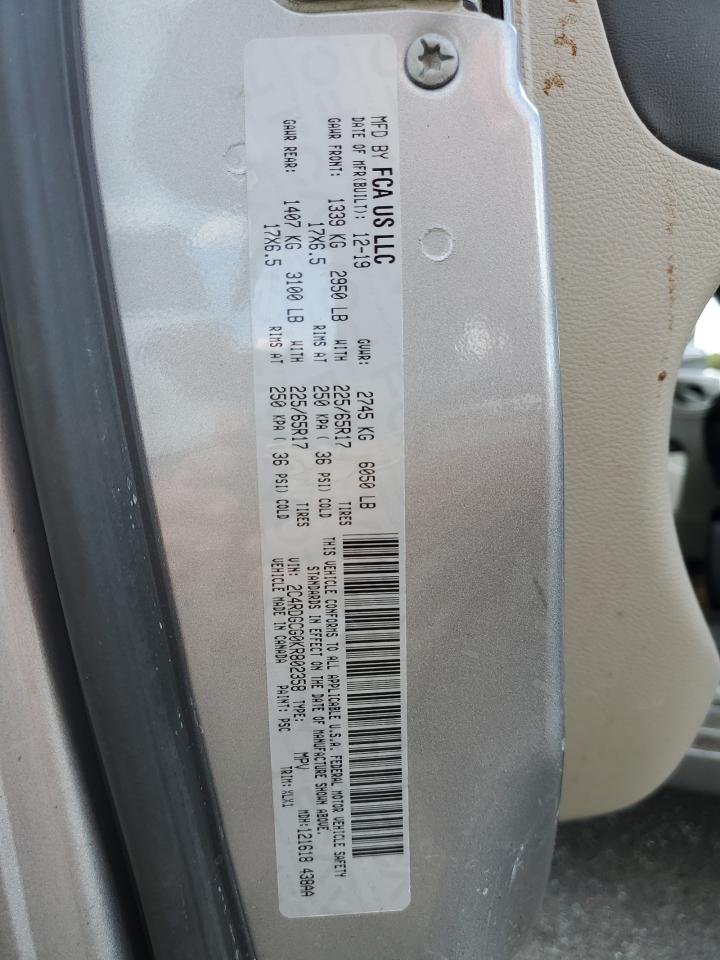 MFD BY FCA US LLC
DATE OF MFR(BUILT): 12-19 GVWR: 2745 KG 6050 LB
GAWR FRONT: 1339 KG 2950 LB WITH 225/65R17 TIRES
17X6.5 RIMS AT 250 KPA ( 36 PSI) COLD
GAWR REAR: 1407 KG 3100 LB WITH 225/65R17 TIRES
17X6.5 RIMS AT 250 KPA ( 36 PSI) COLD
THIS VEHICLE CONFORMS TO ALL APPLICABLE U.S.A. FEDERAL MOTOR VEHICLE SAFETY
STANDARDS IN EFFECT ON THE DATE OF MANUFACTURE SHOWN ABOVE.
VIN: 2C4RDGCG0KR802358 TYPE: MPV MDH:121618 438AA
VEHICLE MADE IN CANADA PAINT: PSC TRIM:XLX1